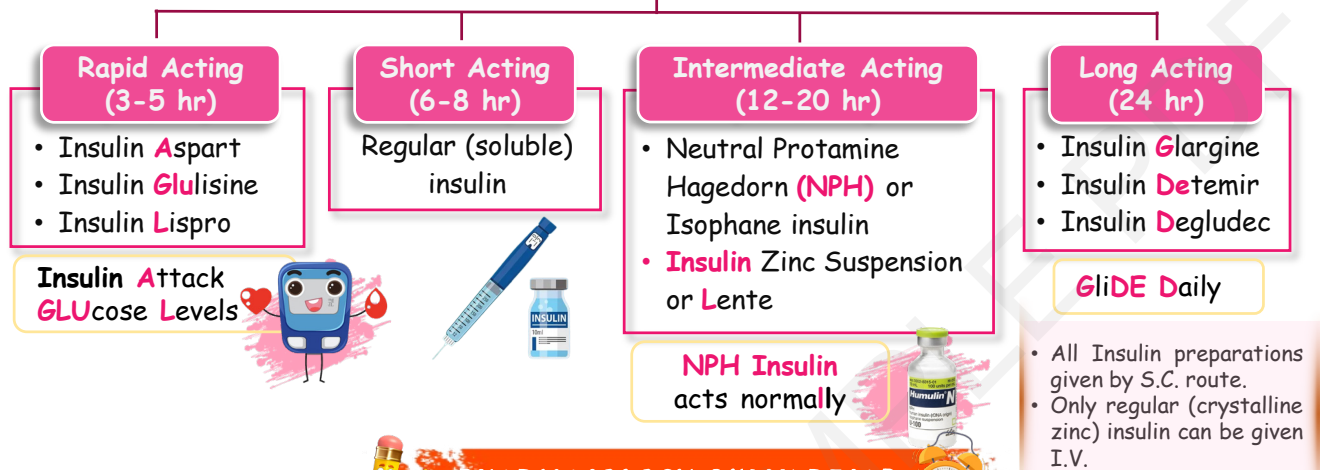 Rapid Acting
(3-5 hr)
• Insulin Aspart
• Insulin Glulisine
• Insulin Lispro
Insulin Attack
GLUcose Levels
Short Acting
(6-8 hr)
Regular (soluble)
insulin
INSULIN
10ml
Intermediate Acting
(12-20 hr)
• Neutral Protamine
Hagedorn (NPH) or
Isophane insulin
• Insulin Zinc Suspension
or Lente
NPH Insulin
acts normally
Humulin N
Long Acting
(24 hr)
• Insulin Glargine
• Insulin Detemir
• Insulin Degludec
GliDE Daily
• All Insulin preparations
given by S.C. route.
• Only regular (crystalline
zinc) insulin can be given
I.V.